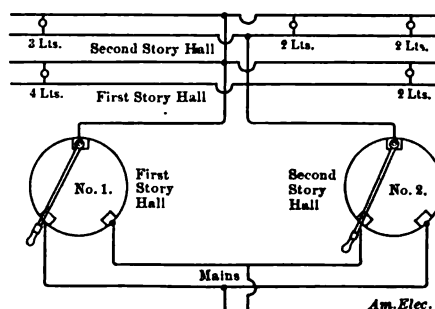 3 Lts.
Second Story Hall
2 Lts.
2 Lts.
4 Lts.
First Story Hall
2 Lts.
No. 1.
First
Story
Hall
Second
Story
Hall
No. 2.
Mains
Am. Elec.